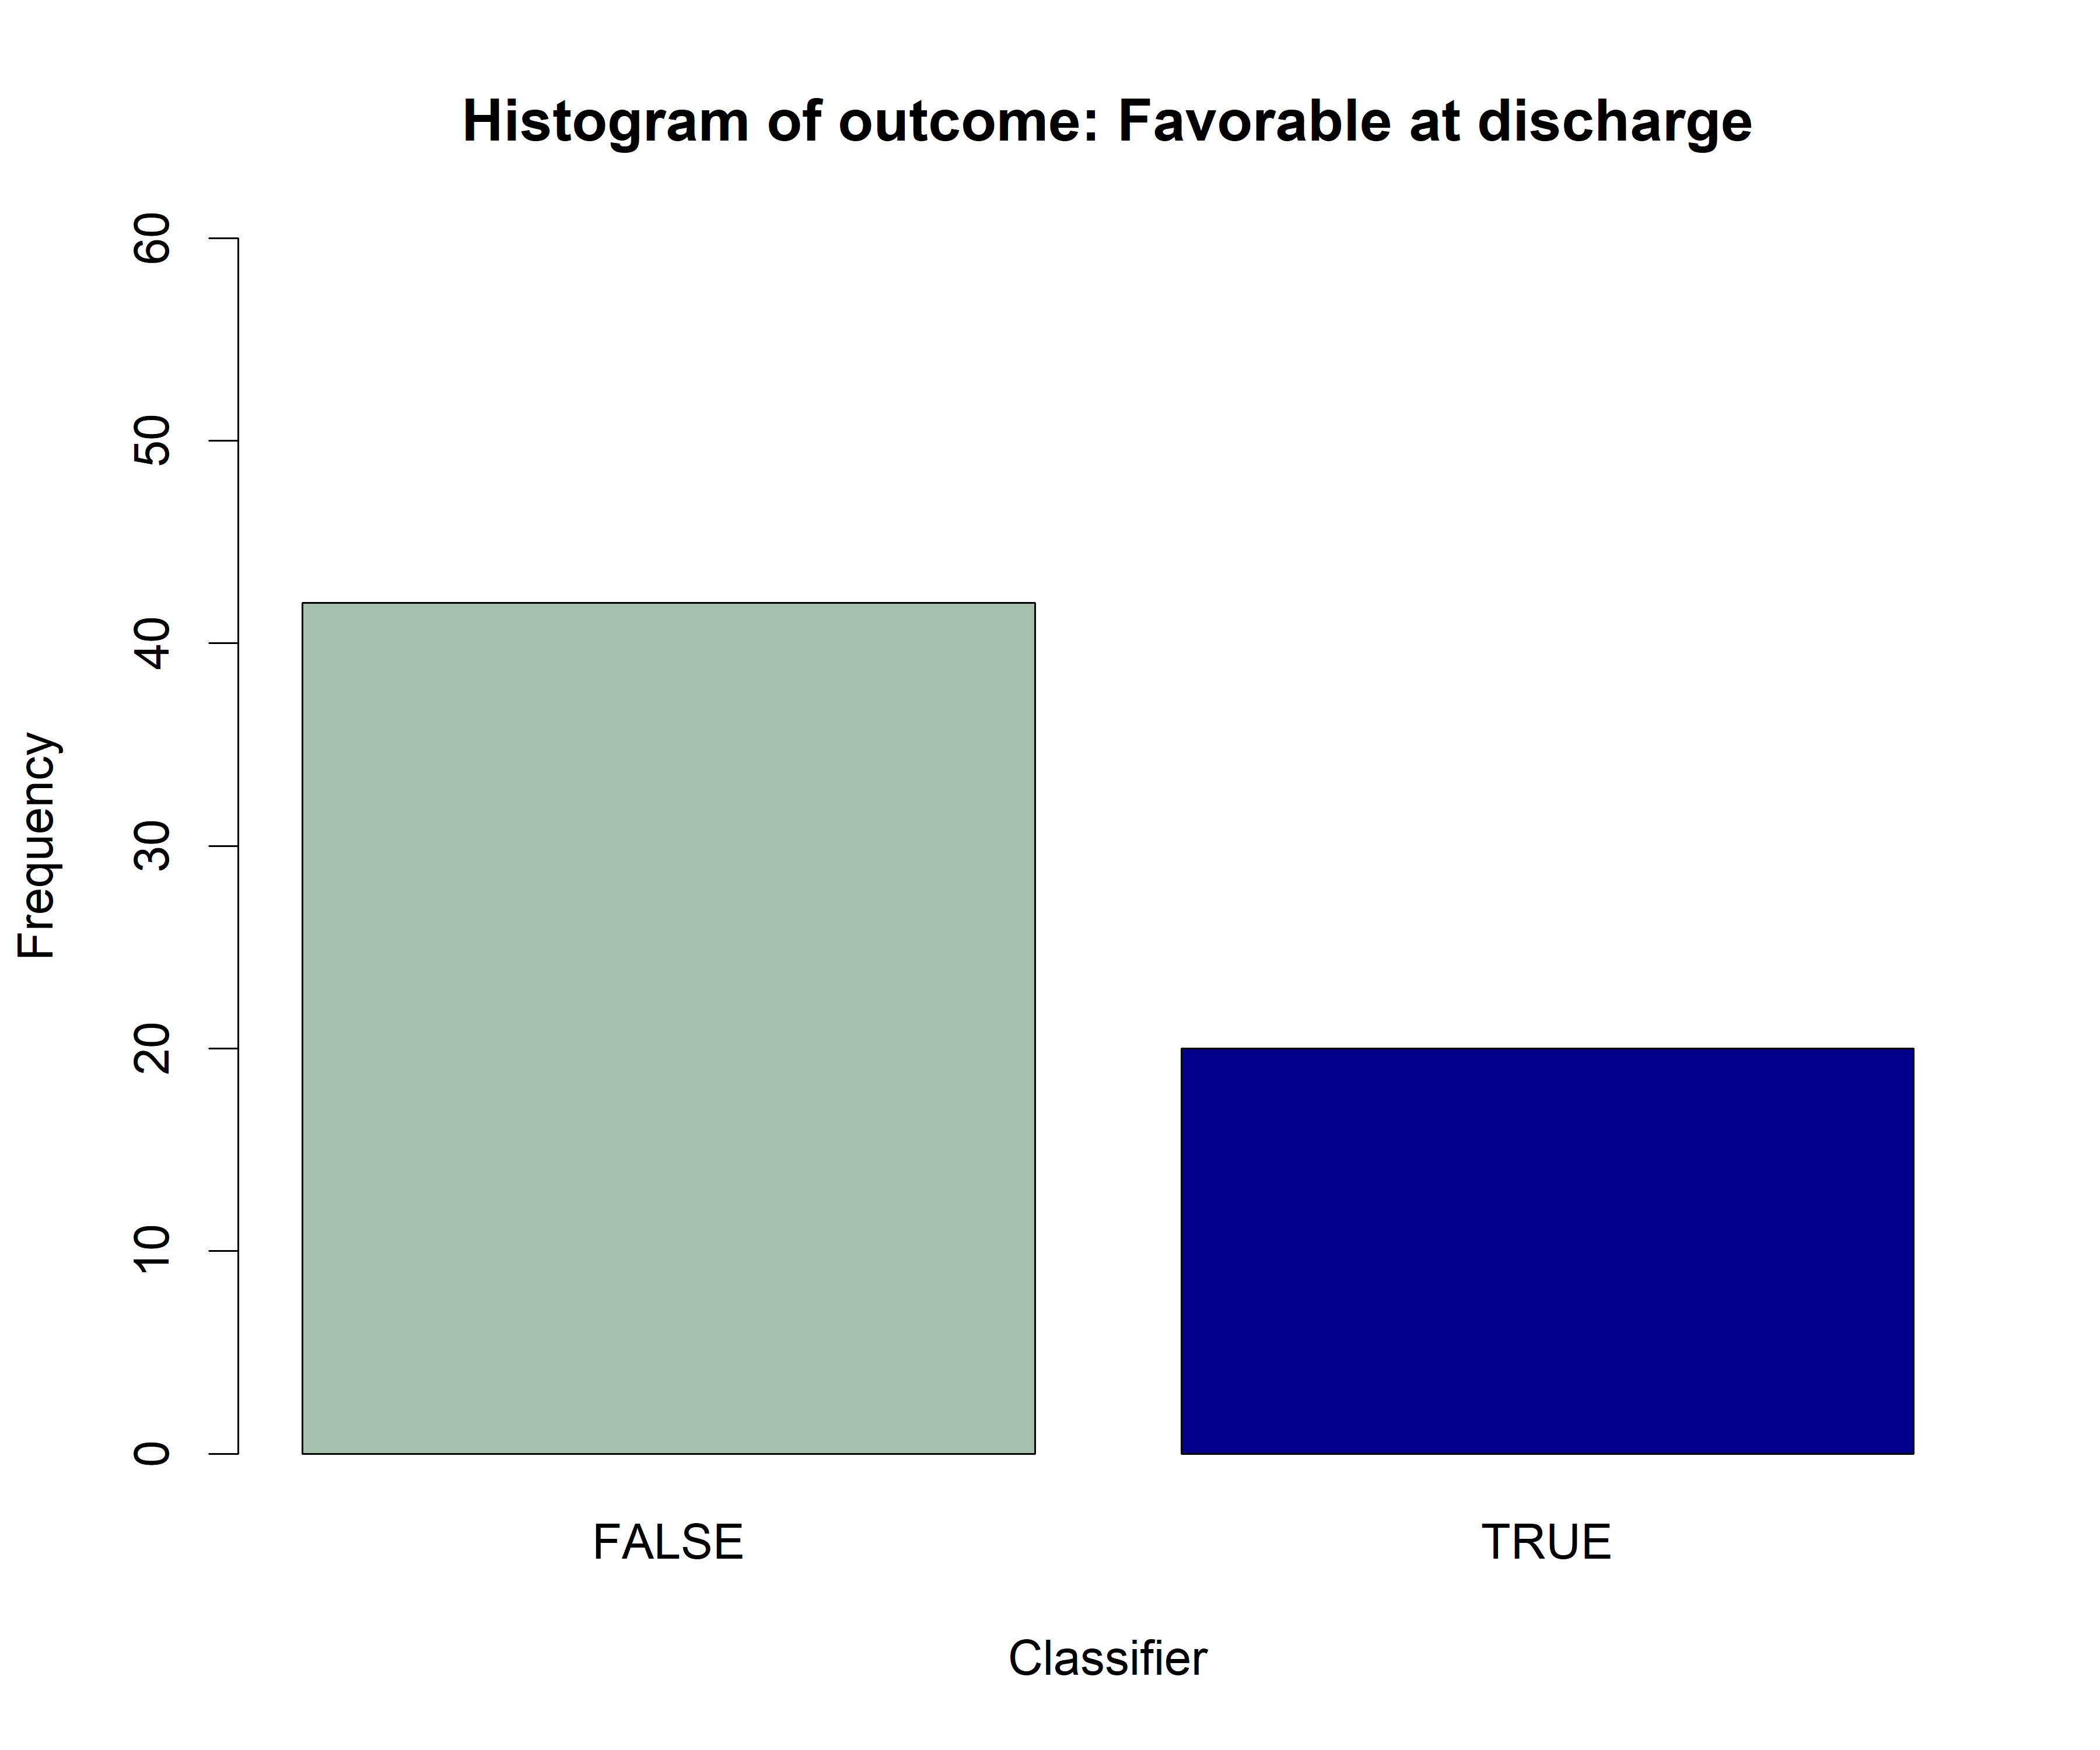 Histogram of outcome: Favorable at discharge
60
50
40
30
20
10
0
Frequency
FALSE
TRUE
Classifier